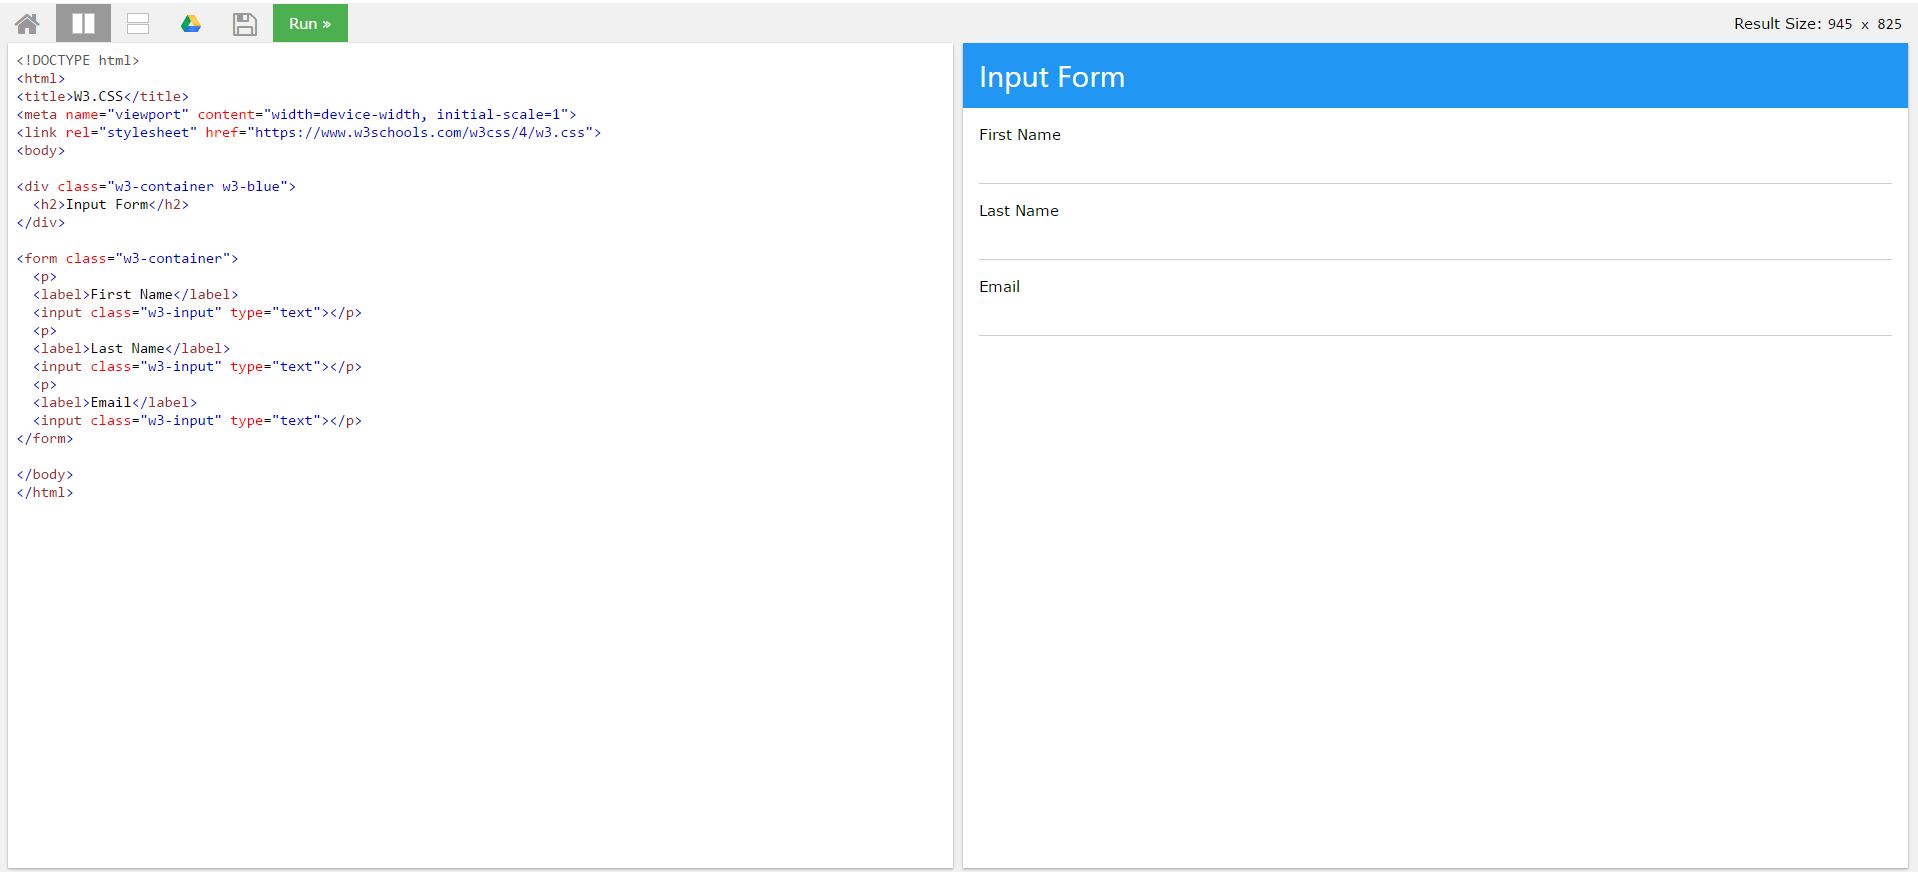 Run »
Result Size: 945 x 825
<!DOCTYPE html>
<html>
<title>W3.CSS</title>
<meta name="viewport" content="width=device-width, initial-scale=1">
<link rel="stylesheet" href="https://www.w3schools.com/w3css/4/w3.css">
<body>
<div class="w3-container w3-blue">
<h2>Input Form</h2>
</div>
<form class="w3-container">
<p>
<label>First Name</label>
<input class="w3-input" type="text"></p>
<p>
<label>Last Name</label>
<input class="w3-input" type="text"></p>
<p>
<label>Email</label>
<input class="w3-input" type="text"></p>
</form>
</body>
</html>
Input Form
First Name
Last Name
Email